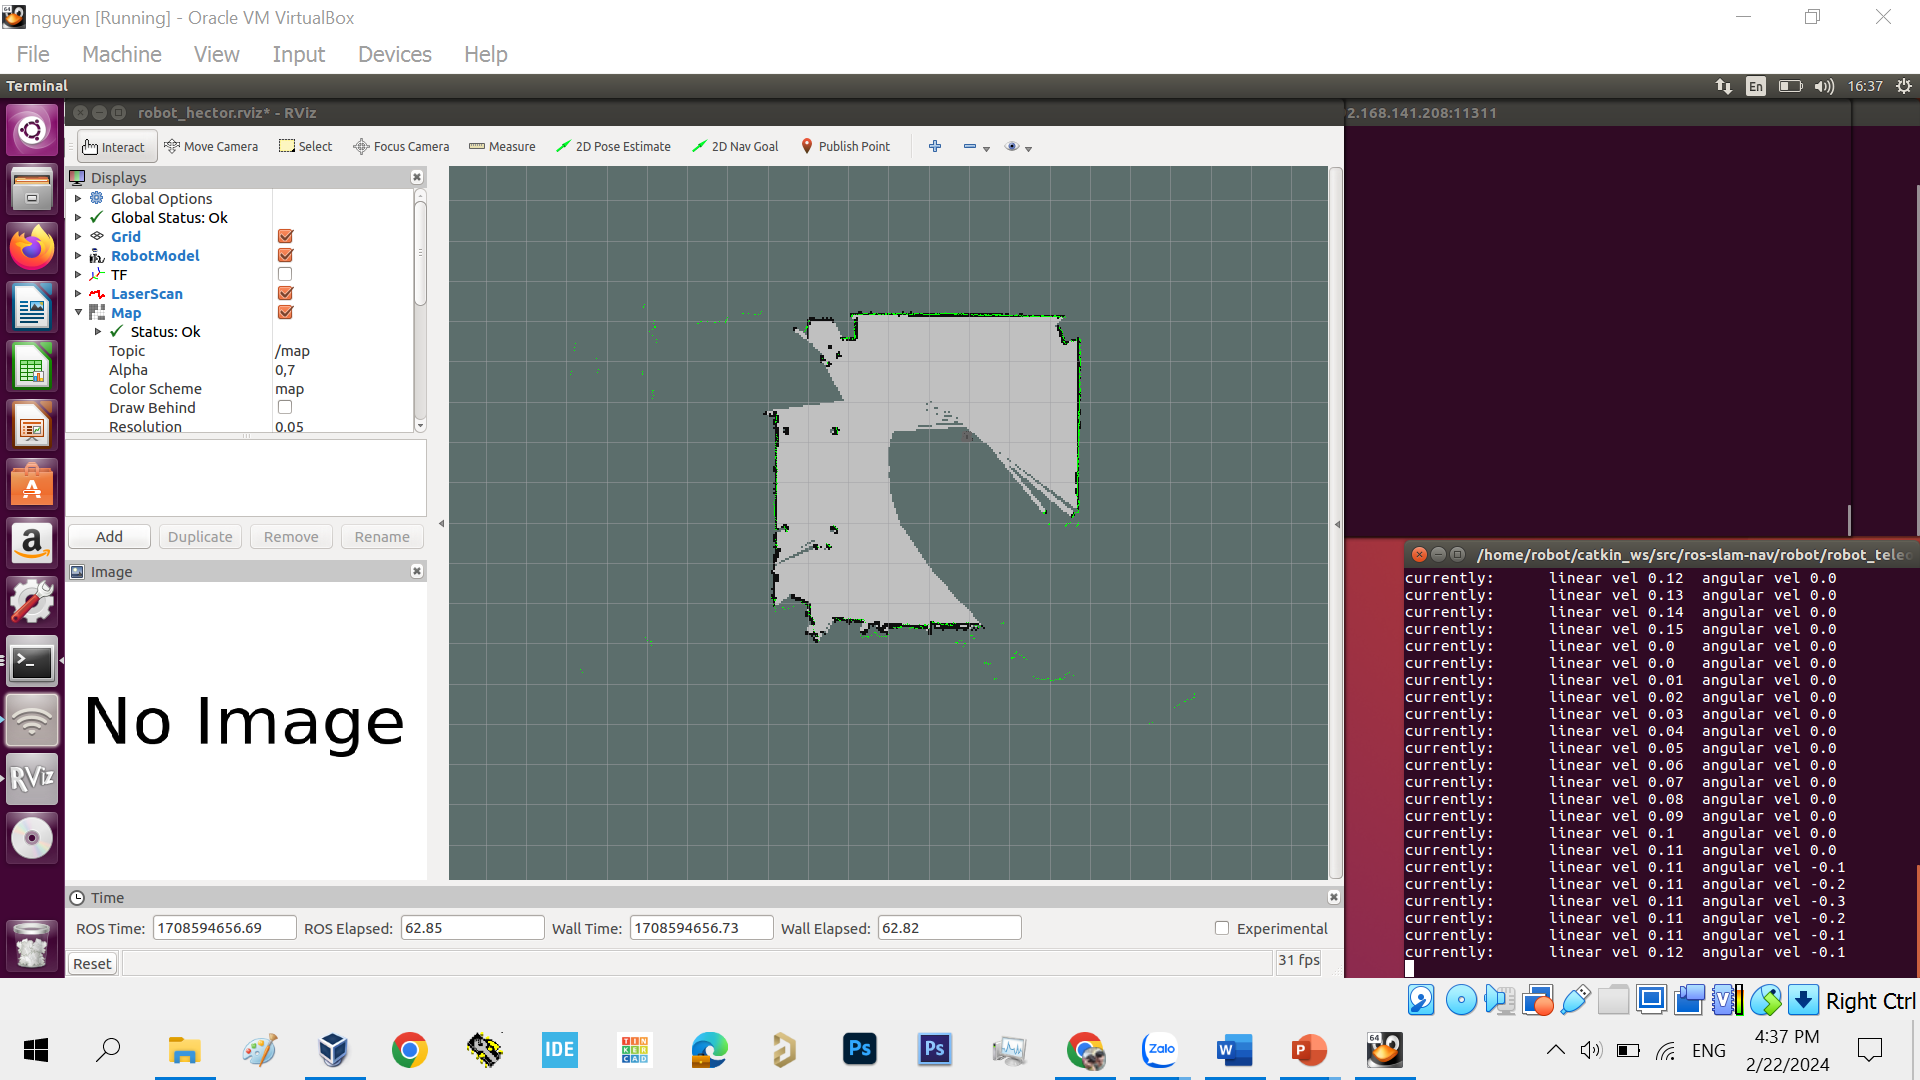 nguyen [Running] - Oracle VM VirtualBox
File Machine View Input Devices Help
Terminal
En
16:37
robot_hector.rviz* - RViz
2.168.141.208:11311
Interact
Move Camera
Select
Focus Camera
Measure
2D Pose Estimate
2D Nav Goal
Publish Point
Displays
Global Options
Global Status: Ok
Grid
RobotModel
TF
LaserScan
Map
Status: Ok
Topic /map
Alpha 0,7
Color Scheme map
Draw Behind
Resolution 0.05
Add Duplicate Remove Rename
Image
No Image
Time
ROS Time: 1708594656.69 ROS Elapsed: 62.85 Wall Time: 1708594656.73 Wall Elapsed: 62.82 Experimental
Reset
31 fps
/home/robot/catkin_ws/src/ros-slam-nav/robot/robot_tele
currently: linear vel 0.12 angular vel 0.0
currently: linear vel 0.13 angular vel 0.0
currently: linear vel 0.14 angular vel 0.0
currently: linear vel 0.15 angular vel 0.0
currently: linear vel 0.0 angular vel 0.0
currently: linear vel 0.0 angular vel 0.0
currently: linear vel 0.01 angular vel 0.0
currently: linear vel 0.02 angular vel 0.0
currently: linear vel 0.03 angular vel 0.0
currently: linear vel 0.04 angular vel 0.0
currently: linear vel 0.05 angular vel 0.0
currently: linear vel 0.06 angular vel 0.0
currently: linear vel 0.07 angular vel 0.0
currently: linear vel 0.08 angular vel 0.0
currently: linear vel 0.09 angular vel 0.0
currently: linear vel 0.1 angular vel 0.0
currently: linear vel 0.11 angular vel 0.0
currently: linear vel 0.11 angular vel -0.1
currently: linear vel 0.11 angular vel -0.2
currently: linear vel 0.11 angular vel -0.3
currently: linear vel 0.11 angular vel -0.2
currently: linear vel 0.11 angular vel -0.1
currently: linear vel 0.12 angular vel -0.1
RViz
Right Ctrl
IDE
TIN
KER
CAD
Ps
Ps
Zalo
W
P
64
ENG
4:37 PM
2/22/2024